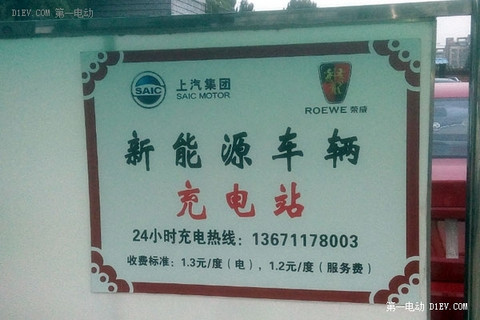 D1EV.COM 第一电动
SAIC
上汽集团
SAIC MOTOR
ROEWE 荣威
新能源车辆
充电站
24小时充电热线：13671178003
收费标准：1.3元/度（电），1.2元/度（服务费）
第一电动 D1EV.COM